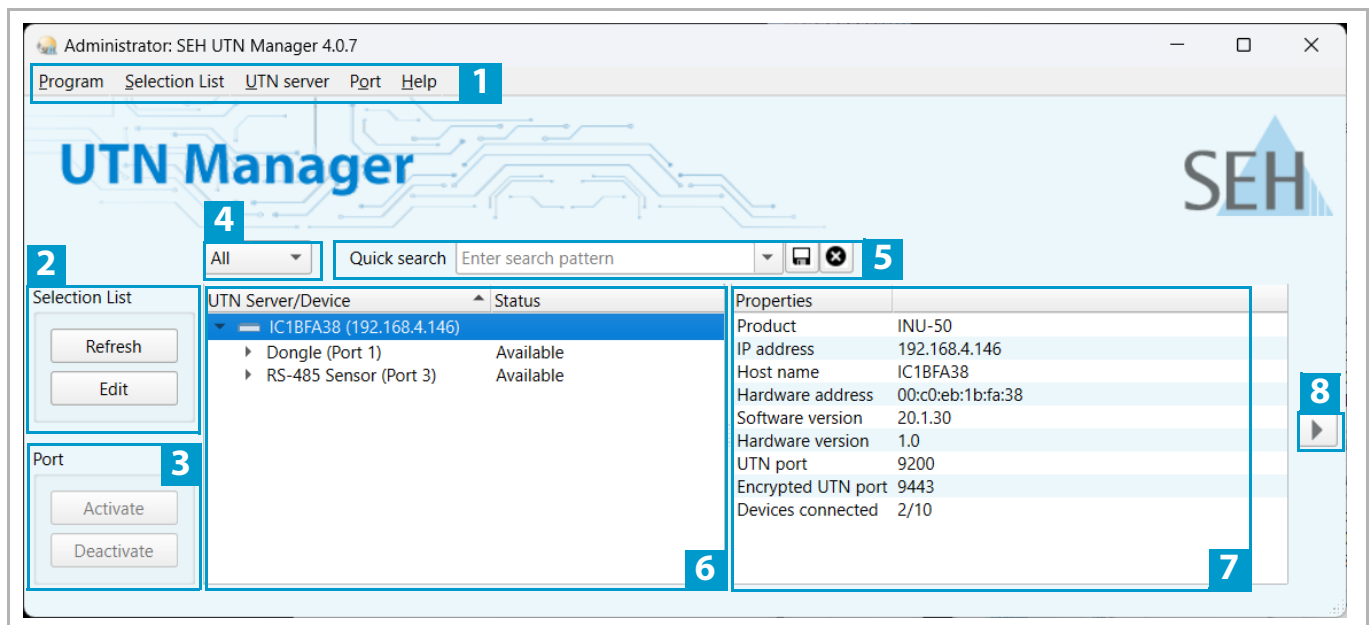 Administrator: SEH UTN Manager 4.0.7
Program Selection List UTN server Port Help 1
UTN Manager
SEH
4
2
All Quick search Enter search pattern 5
Selection List
Refresh
Edit
3
Port
Activate
Deactivate
UTN Server/Device Status
IC1BFA38 (192.168.4.146)
Dongle (Port 1) Available
RS-485 Sensor (Port 3) Available
6
Properties
Product INU-50
IP address 192.168.4.146
Host name IC1BFA38
Hardware address 00:c0:eb:1b:fa:38
Software version 20.1.30
Hardware version 1.0
UTN port 9200
Encrypted UTN port 9443
Devices connected 2/10
7
8